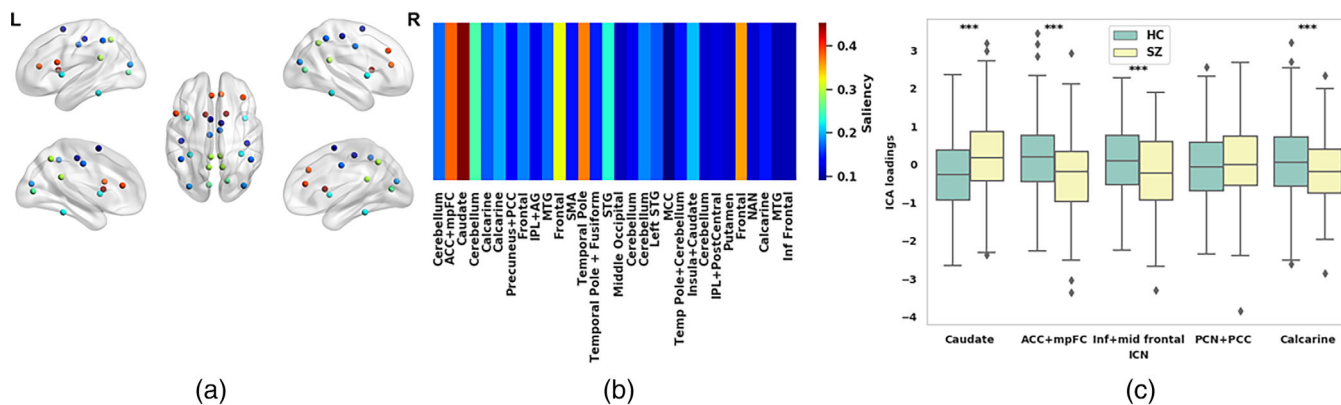 L
R
(a)
0.4
0.3
0.2
0.1
Saliency
Cerebellum
ACC+mpFC
Caudate
Cerebellum
Calcarine
Calcarine
Precuneus+PCC
Frontal
IPL+AG
MTG
Frontal
SMA
Temporal Pole
Temporal Pole + Fusiform
STG
Middle Occipital
Cerebellum
Cerebellum
Left STG
MCC
Temp Pole+Cerebellum
Insula+Caudate
Cerebellum
IPL+PostCentral
Putamen
Frontal
NAN
Calcarine
MTG
Inf Frontal
(b)
***
***
***
***
HC
SZ
3
2
1
0
−1
−2
−3
−4
ICA loadings
Caudate
ACC+mpFC
Inf+mid frontal
PCN+PCC
Calcarine
ICN
(c)